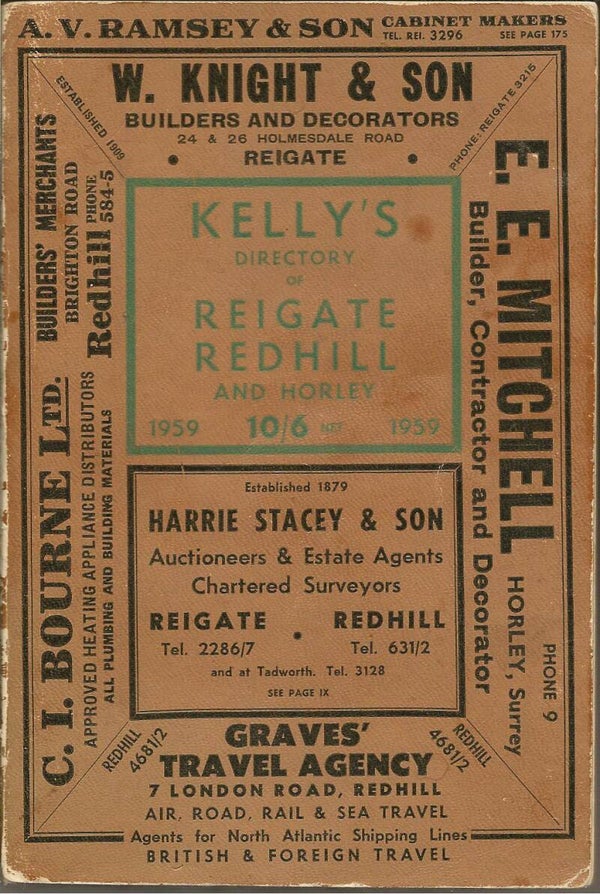 A. V. RAMSEY & SON CABINET MAKERS
TEL. REI. 3296 SEE PAGE 175
ESTABLISHED 1909
W. KNIGHT & SON
BUILDERS AND DECORATORS
24 & 26 HOLMESDALE ROAD
• REIGATE •
PHONE: REIGATE 3215
C. I. BOURNE LTD. BUILDERS' MERCHANTS
BRIGHTON ROAD
Redhill PHONE 584-5
APPROVED HEATING APPLIANCE DISTRIBUTORS
ALL PLUMBING AND BUILDING MATERIALS
KELLY'S
DIRECTORY
OF
REIGATE
REDHILL
AND HORLEY
1959 10/6 NET 1959
E. E. MITCHELL
Builder, Contractor and Decorator
HORLEY, Surrey
PHONE 9
Established 1879
HARRIE STACEY & SON
Auctioneers & Estate Agents
Chartered Surveyors
REIGATE • REDHILL
Tel. 2286/7 Tel. 631/2
and at Tadworth. Tel. 3128
SEE PAGE IX
REDHILL
4681/2
GRAVES'
TRAVEL AGENCY
REDHILL
4681/2
7 LONDON ROAD, REDHILL
AIR, ROAD, RAIL & SEA TRAVEL
Agents for North Atlantic Shipping Lines
BRITISH & FOREIGN TRAVEL